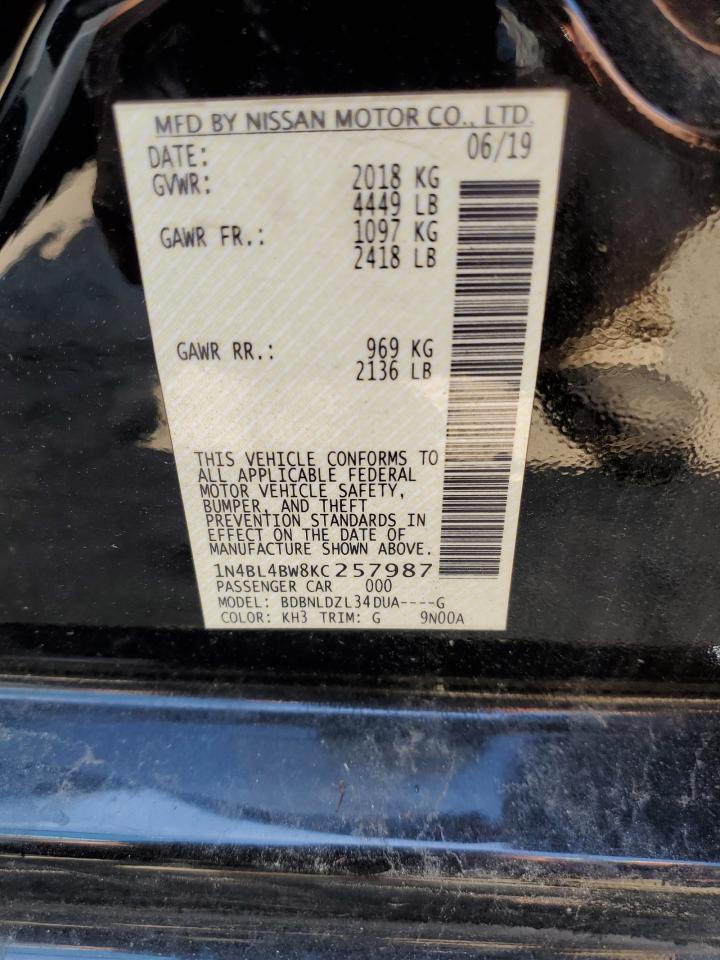 MFD BY NISSAN MOTOR CO., LTD.
DATE: 06/19
GVWR: 2018 KG
4449 LB
GAWR FR.: 1097 KG
2418 LB
GAWR RR.: 969 KG
2136 LB
THIS VEHICLE CONFORMS TO
ALL APPLICABLE FEDERAL
MOTOR VEHICLE SAFETY,
BUMPER, AND THEFT
PREVENTION STANDARDS IN
EFFECT ON THE DATE OF
MANUFACTURE SHOWN ABOVE.
1N4BL4BW8KC257987
PASSENGER CAR 000
MODEL: BDBNLDZL34DUA----G
COLOR: KH3 TRIM: G 9N00A